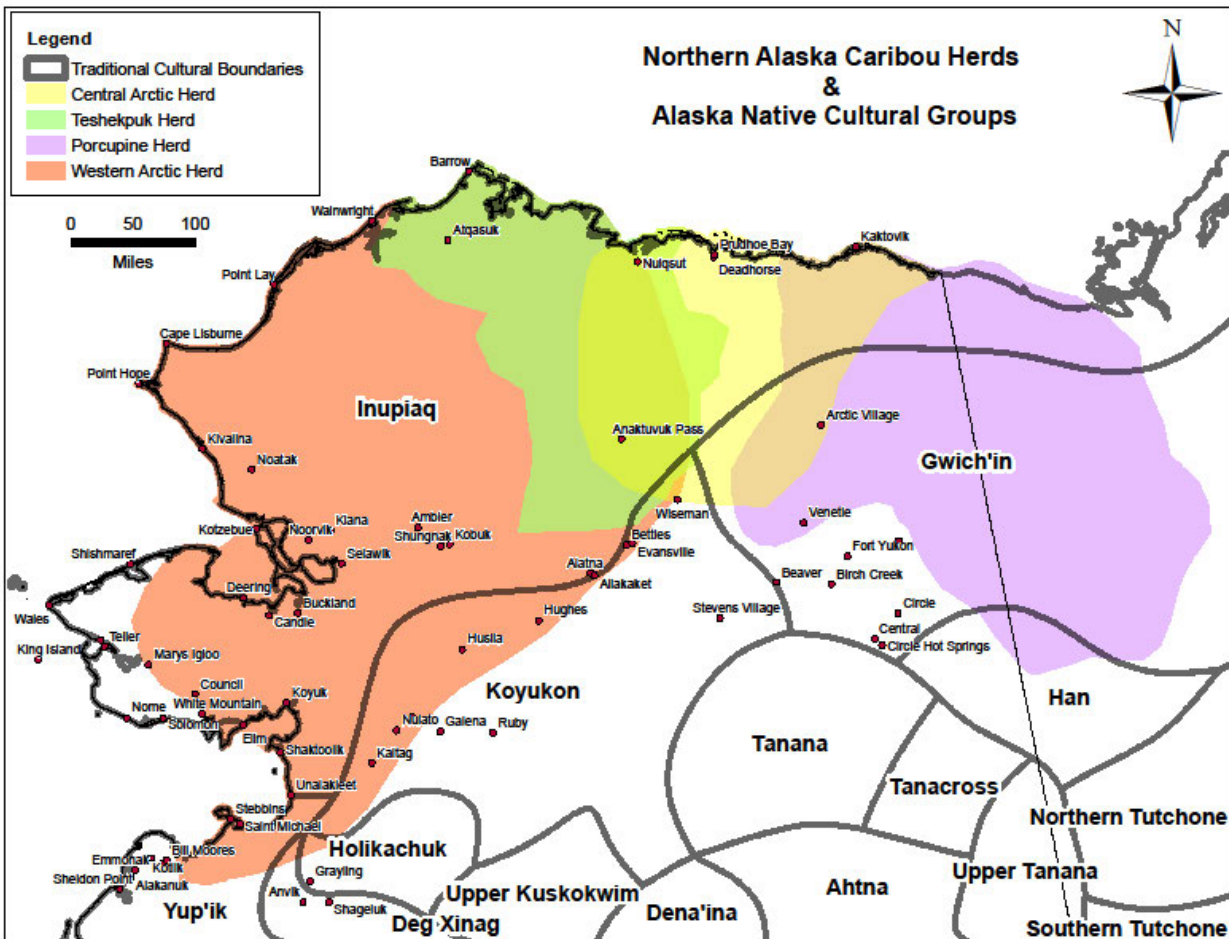 Legend
Traditional Cultural Boundaries
Central Arctic Herd
Teshekpuk Herd
Porcupine Herd
Western Arctic Herd
0 50 100
Miles
Northern Alaska Caribou Herds
&
Alaska Native Cultural Groups
N
Barrow
Wainwright
Atqasuk
Kaktovik
Prudhoe Bay
Nuiqsut
Deadhorse
Point Lay
Cape Lisburne
Point Hope
Inupiaq
Arctic Village
Anaktuvuk Pass
Kivalina
Gwich'in
Noatak
Wiseman
Venetie
Kotzebue
Noorvik
Kiana
Ambler
Shungnak
Kobuk
Bettles
Evansville
Fort Yukon
Shishmaref
Selawik
Alatna
Allakaket
Beaver
Birch Creek
Deering
Buckland
Candle
Wales
Hughes
Stevens Village
Circle
Teller
Huslia
Central
Circle Hot Springs
King Island
Marys Igloo
Council
Koyuk
Koyukon
Han
Nome
White Mountain
Solomon
Elim
Nulato
Galena
Ruby
Tanana
Shaktoolik
Kaltag
Tanacross
Unalakleet
Northern Tutchone
Stebbins
Saint Michael
Holikachuk
Bill Moores
Emmonak
Kotlik
Grayling
Upper Tanana
Sheldon Point
Alakanuk
Anvik
Upper Kuskokwim
Ahtna
Yup'ik
Shageluk
Dena'ina
Deg Xinag
Southern Tutchone